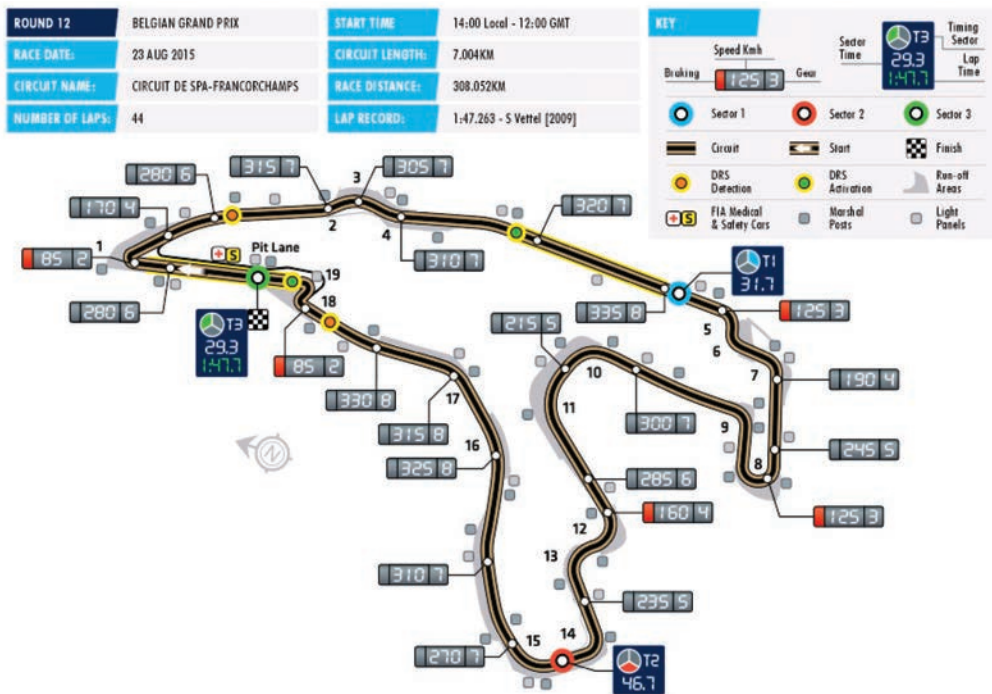 ROUND 12 BELGIAN GRAND PRIX
RACE DATE: 23 AUG 2015
CIRCUIT NAME: CIRCUIT DE SPA-FRANCORCHAMPS
NUMBER OF LAPS: 44
START TIME 14:00 Local - 12:00 GMT
CIRCUIT LENGTH: 7.004KM
RACE DISTANCE: 308.052KM
LAP RECORD: 1:47.263 - S Vettel [2009]
KEY
Speed Kmh
Braking 125 3 Gear
Sector Time
T3
29.3
1:47.7
Timing Sector
Lap Time
Sector 1 Sector 2 Sector 3
Circuit Start Finish
DRS Detection
DRS Activation
Run-off Areas
S FIA Medical & Safety Cars
Marshal Posts
Light Panels
315 7
3
305 7
280 6
170 4
2
4
320 7
1
S
Pit Lane
310 7
85 2
19
T1
31.7
18
335 8
5
125 3
280 6
T3
29.3
1:47.7
215 5
6
85 2
10
7
190 4
330 8
17
11
300 7
9
315 8
16
245 5
N
325 8
285 6
8
160 4
125 3
12
13
310 7
235 5
15
14
270 7
T2
46.7